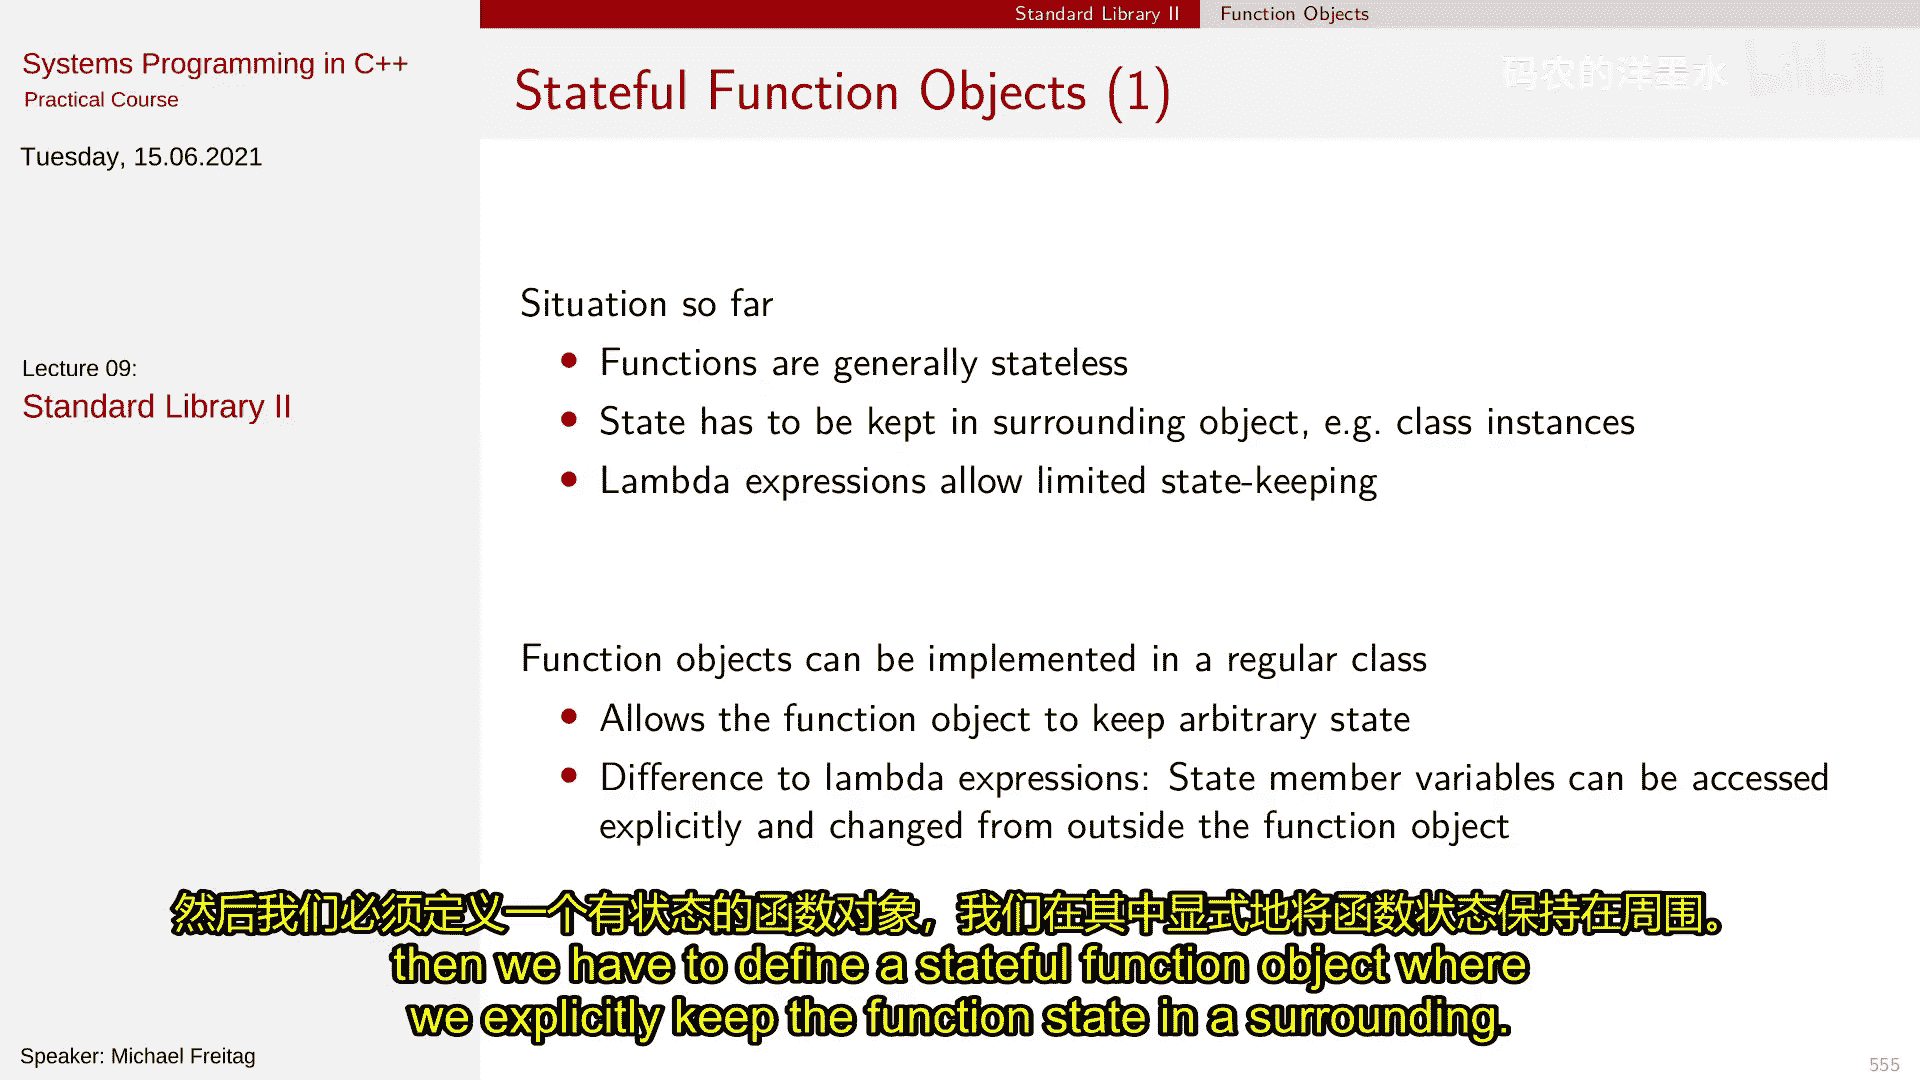 Standard Library II
Function Objects
Systems Programming in C++
Practical Course
Tuesday, 15.06.2021
Lecture 09:
Standard Library II
Stateful Function Objects (1)
码农的洋墨水
Situation so far
• Functions are generally stateless
• State has to be kept in surrounding object, e.g. class instances
• Lambda expressions allow limited state-keeping
Function objects can be implemented in a regular class
• Allows the function object to keep arbitrary state
• Difference to lambda expressions: State member variables can be accessed
explicitly and changed from outside the function object
然后我们必须定义一个有状态的函数对象，我们在其中显式地将函数状态保持在周围。
then we have to define a stateful function object where
we explicitly keep the function state in a surrounding.
Speaker: Michael Freitag
555